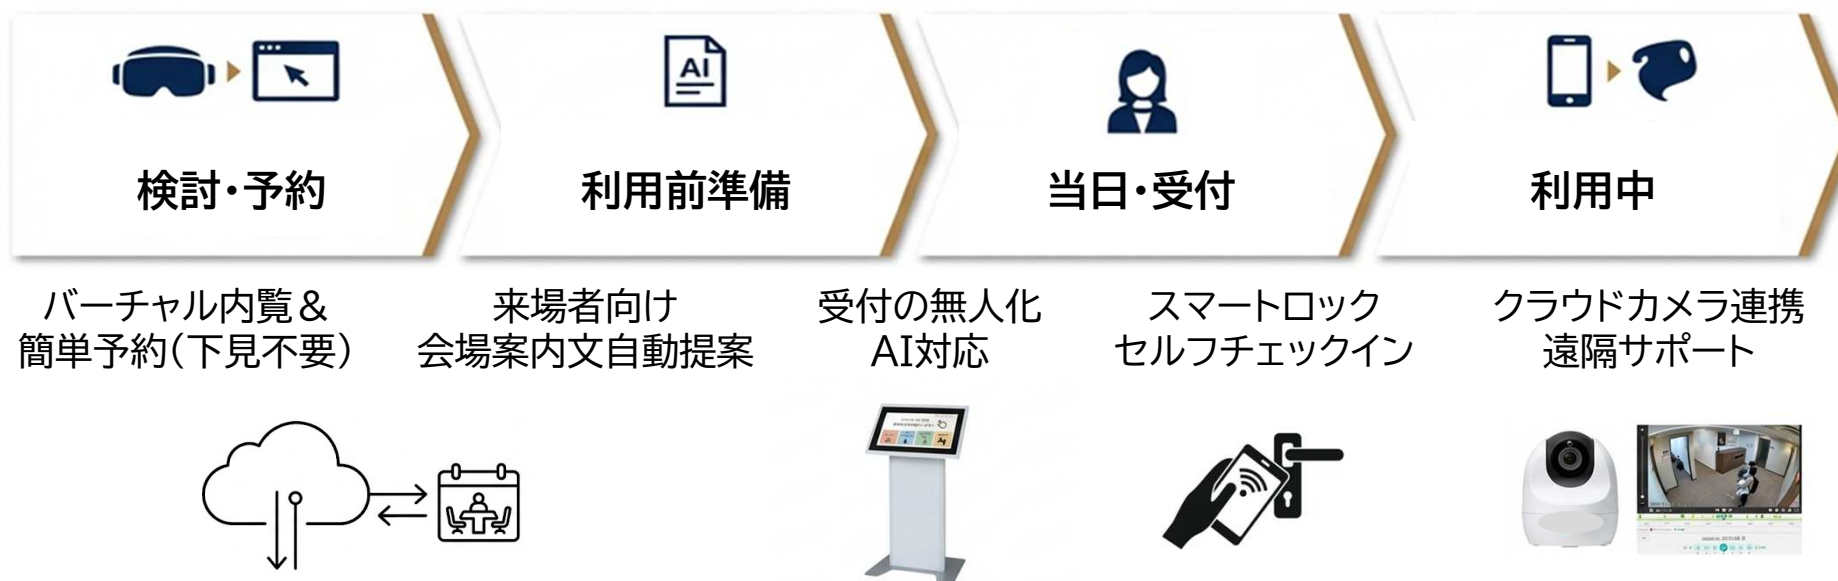 AI
検討・予約
利用前準備
当日・受付
利用中
バーチャル内覧＆
簡単予約（下見不要）
来場者向け
会場案内文自動提案
受付の無人化
AI対応
スマートロック
セルフチェックイン
クラウドカメラ連携
遠隔サポート